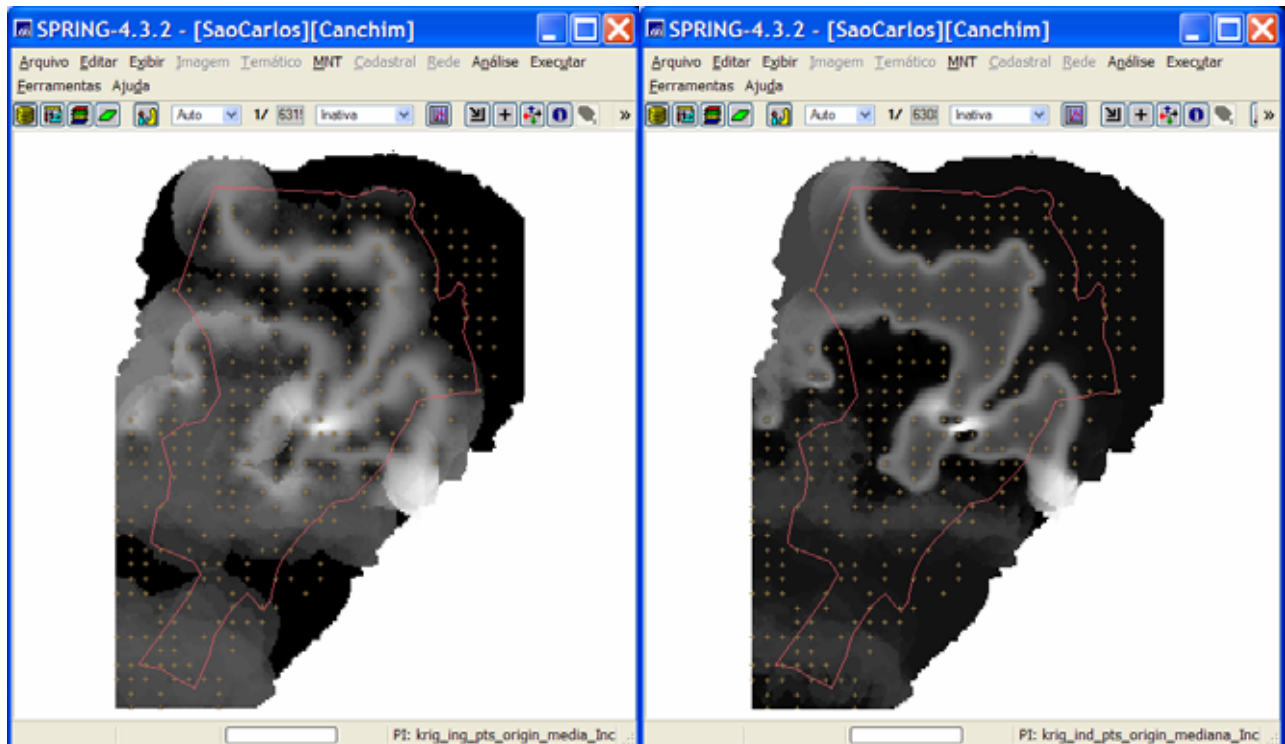 SPRING-4.3.2 - [SaoCarlos][Canchim]
Arquivo Editar Exibir Imagem Temático MNT Cadastral Rede Análise Executar
Ferramentas Ajuda
Auto 1/ Inativa »
PI: krig_ing_pts_origin_media_Inc
SPRING-4.3.2 - [SaoCarlos][Canchim]
Arquivo Editar Exibir Imagem Temático MNT Cadastral Rede Análise Executar
Ferramentas Ajuda
Auto 1/ Inativa »
PI: krig_ind_pts_origin_mediana_Inc